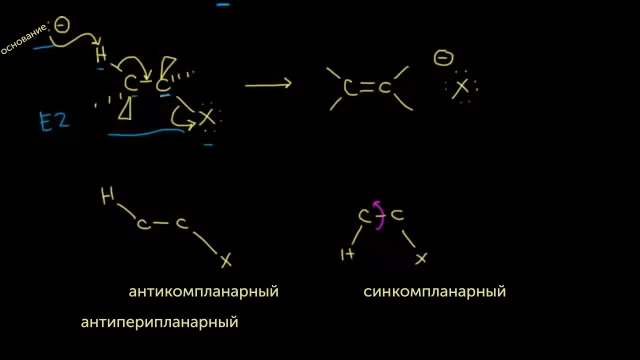 основание:
⊖
H
C – C
X
E2
C=C
⊖
X
H
C – C
X
C – C
H
X
антикомпланарный
синкомпланарный
антиперипланарный